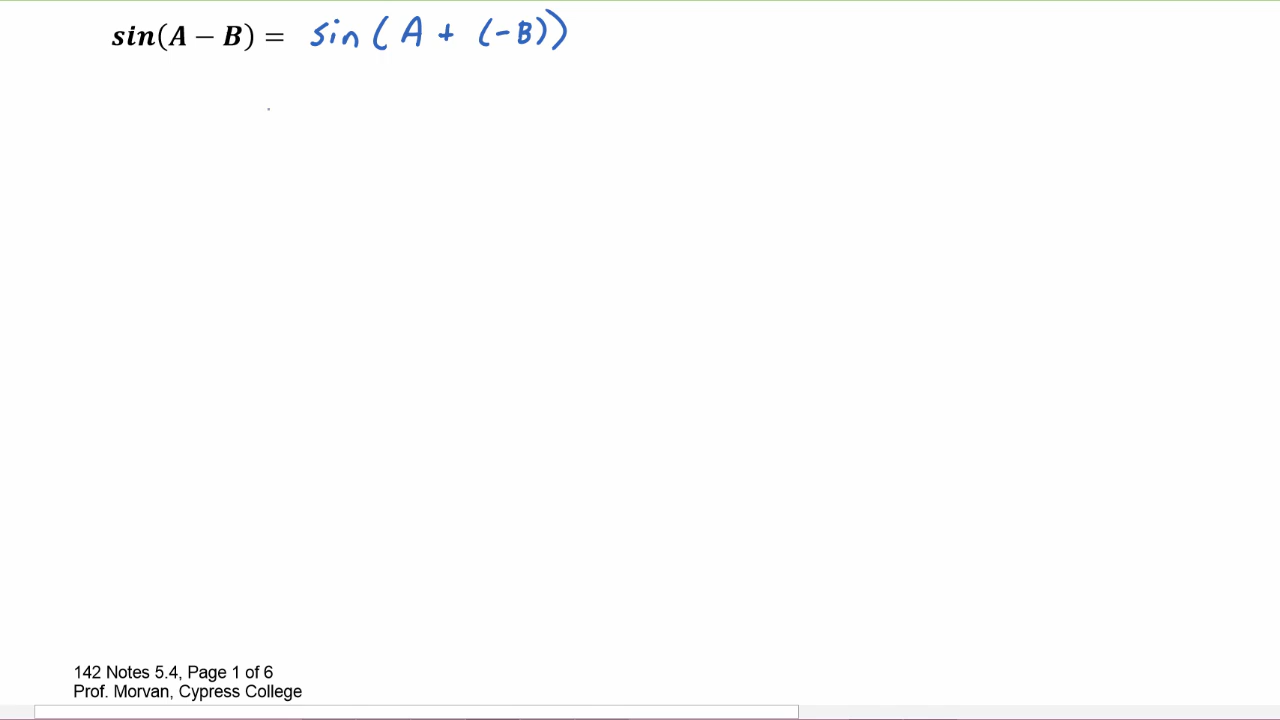 sin(A − B) = sin(A + (-B))
142 Notes 5.4, Page 1 of 6
Prof. Morvan, Cypress College